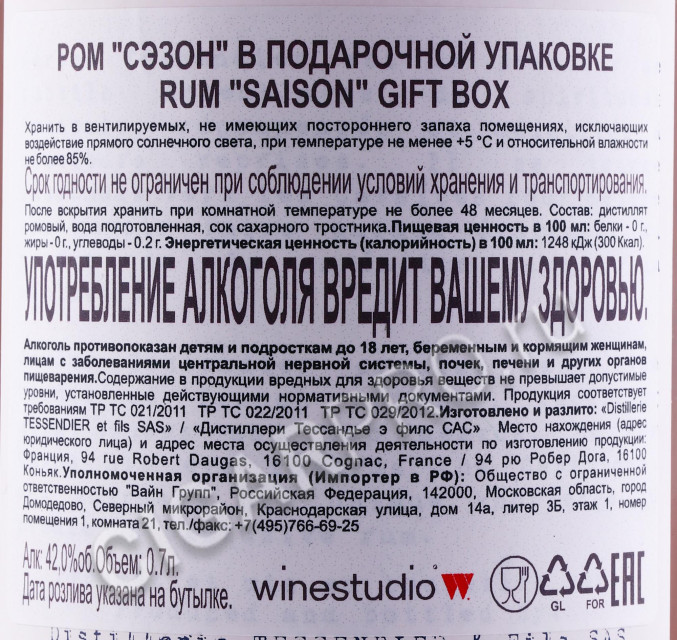 РОМ "СЭЗОН" В ПОДАРОЧНОЙ УПАКОВКЕ
RUM "SAISON" GIFT BOX
Хранить в вентилируемых, не имеющих постороннего запаха помещениях, исключающих
воздействие прямого солнечного света, при температуре не менее +5 °С и относительной влажности
не более 85%.
Срок годности не ограничен при соблюдении условий хранения и транспортирования.
После вскрытия хранить при комнатной температуре не более 48 месяцев. Состав: дистиллят
ромовый, вода подготовленная, сок сахарного тростника.Пищевая ценность в 100 мл: белки - 0 г.,
жиры - 0 г., углеводы - 0.2 г. Энергетическая ценность (калорийность) в 100 мл: 1248 кДж (300 Ккал).
УПОТРЕБЛЕНИЕ АЛКОГОЛЯ ВРЕДИТ ВАШЕМУ ЗДОРОВЬЮ.
Алкоголь противопоказан детям и подросткам до 18 лет, беременным и кормящим женщинам,
лицам с заболеваниями центральной нервной системы, почек, печени и других органов
пищеварения.Содержание в продукции вредных для здоровья веществ не превышает допустимые
уровни, установленные действующими нормативными документами. Продукция соответствует
требованиям ТР ТС 021/2011 ТР ТС 022/2011 ТР ТС 029/2012.Изготовлено и разлито: «Distillerie
TESSENDIER et fils SAS» / «Дистиллери Тессандье э филс САС» Место нахождения (адрес
юридического лица) и адрес места осуществления деятельности по изготовлению продукции:
Франция, 94 rue Robert Daugas, 16100 Cognac, France / 94 рю Робер Дога, 16100
Коньяк.Уполномоченная организация (Импортер в РФ): Общество с ограниченной
ответственностью "Вайн Групп", Российская Федерация, 142000, Московская область, город
Домодедово, Северный микрорайон, Краснодарская улица, дом 14а, литер 3Б, этаж 1, номер
помещения 1, комната 21, тел./факс: +7(495)766-69-25
Алк: 42,0%об.Объем: 0.7л.
Дата розлива указана на бутылке.
winestudio W
GL
FOR
EAC
CIGARPRO.ru
Distillerie TESSENDIER & Fils SAS